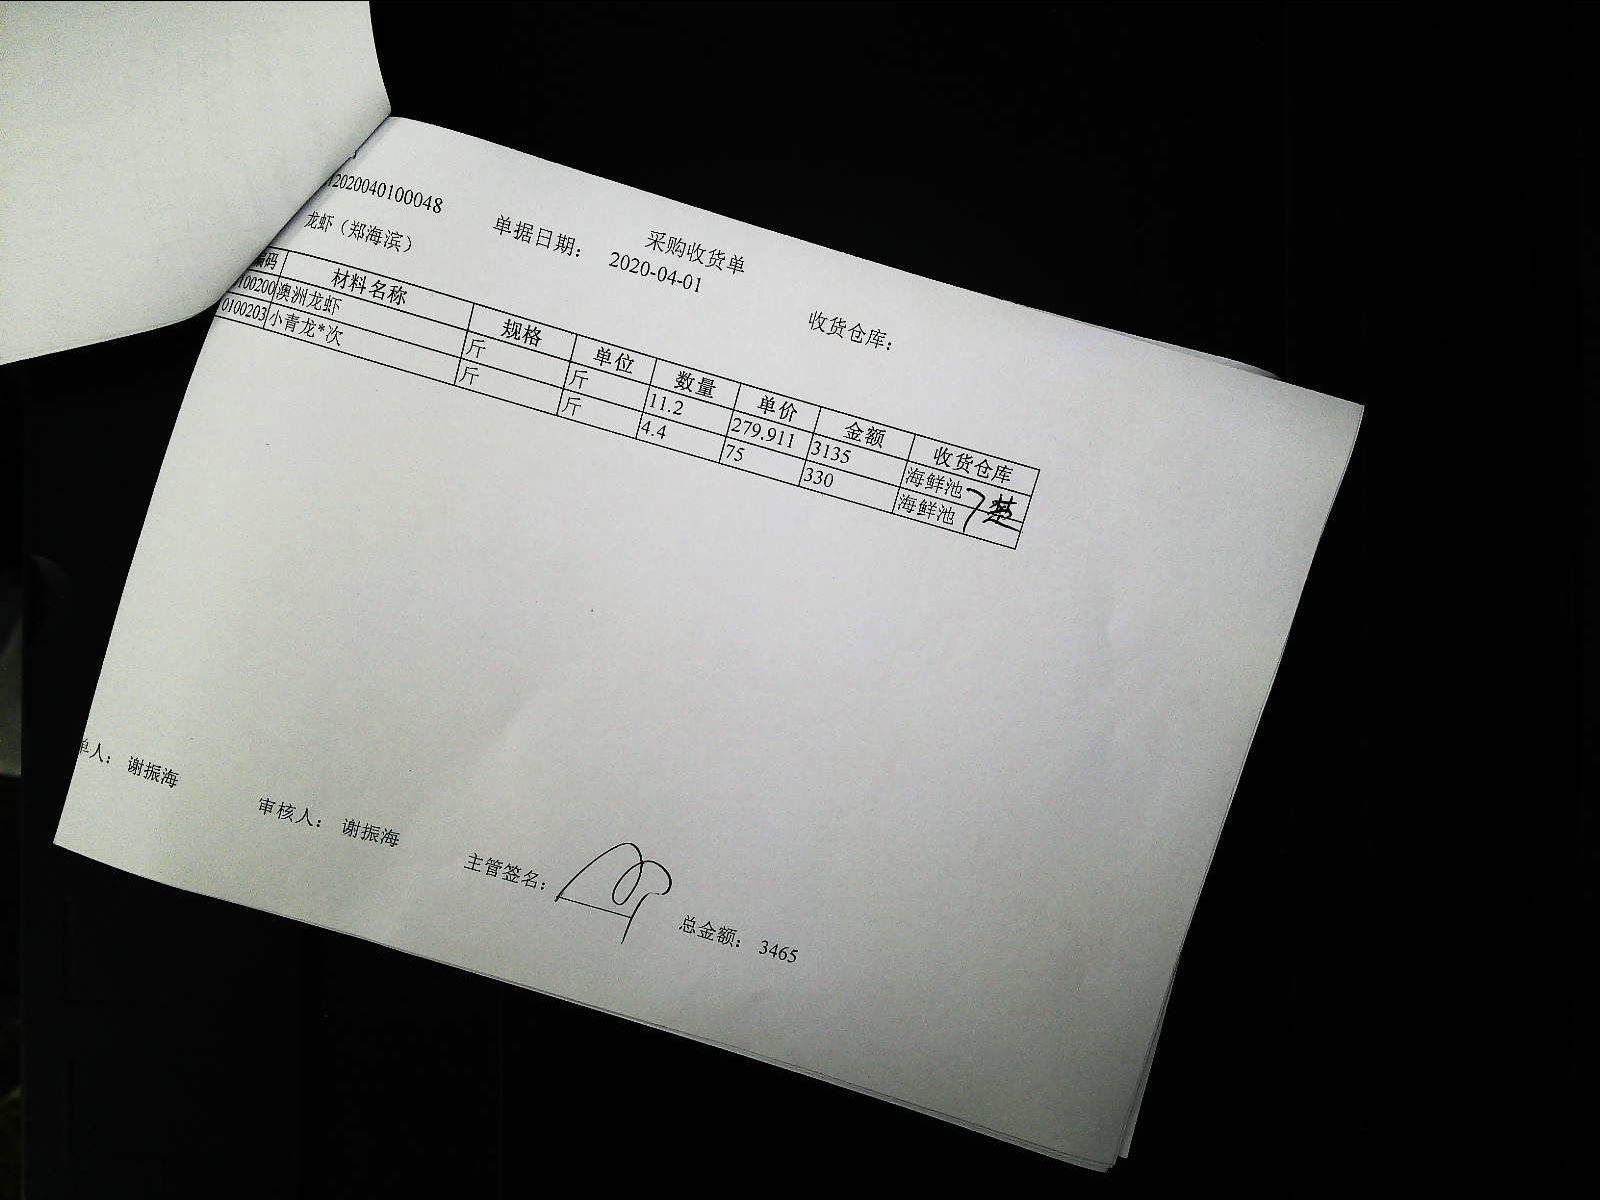 采购收货单
2020040100048 单据日期： 2020-04-01 收货仓库：
龙虾（郑海滨）
编码 材料名称 规格 单位 数量 单价 金额 收货仓库
100200 澳洲龙虾 斤 斤 11.2 279.911 3135 海鲜池
0100203 小青龙*次 斤 斤 4.4 75 330 海鲜池
单人： 谢振海 审核人： 谢振海 主管签名： 总金额： 3465